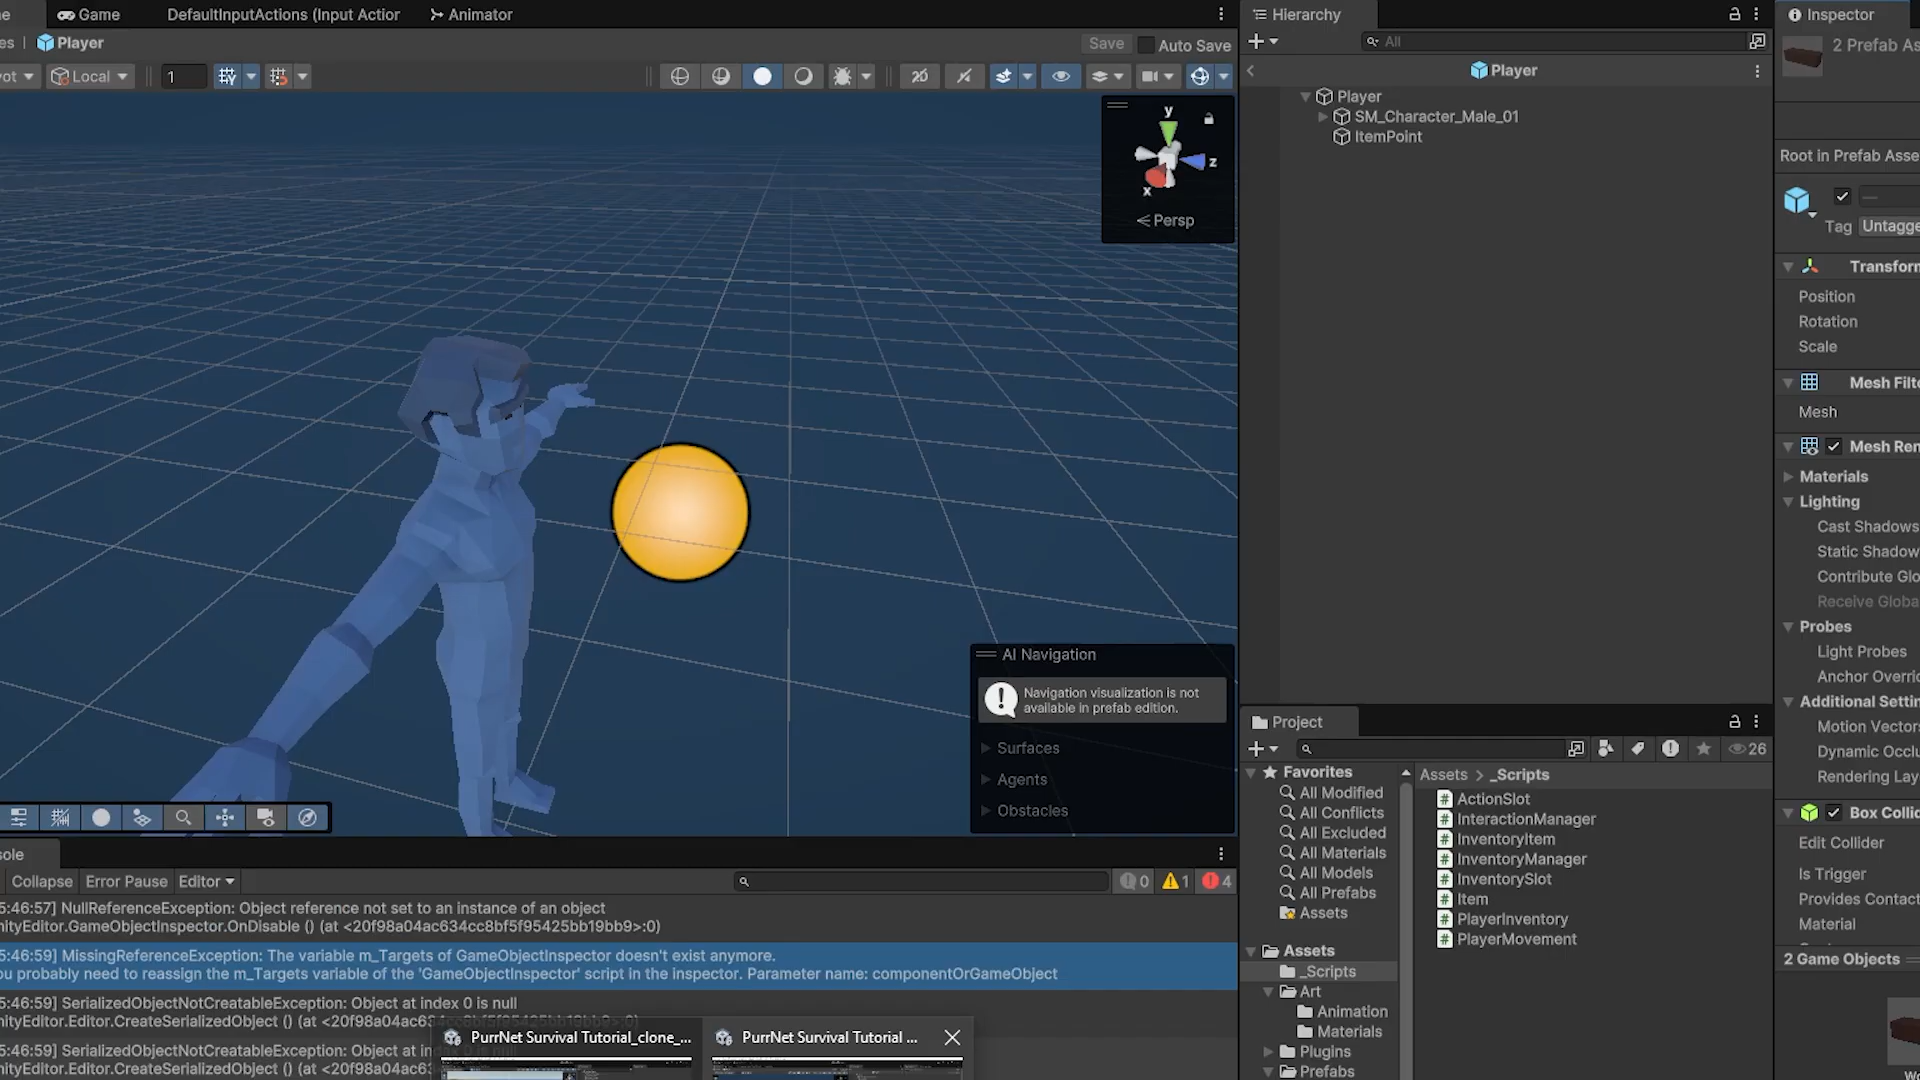 Game
DefaultInputActions (Input Action
Animator
Player
Save
Auto Save
Local
1
y
z
x
Persp
AI Navigation
Navigation visualization is not
available in prefab edition.
Surfaces
Agents
Obstacles
Collapse
Error Pause
Editor
0
1
4
5:46:57] NullReferenceException: Object reference not set to an instance of an object
nityEditor.GameObjectInspector.OnDisable () (at <20f98a04ac634cc8bf5f95425bb19bb9>:0)
5:46:59] MissingReferenceException: The variable m_Targets of GameObjectInspector doesn't exist anymore.
ou probably need to reassign the m_Targets variable of the 'GameObjectInspector' script in the inspector. Parameter name: componentOrGameObject
5:46:59] SerializedObjectNotCreatableException: Object at index 0 is null
nityEditor.Editor.CreateSerializedObject () (at <20f98a04ac634cc8bf5f95425bb19bb9>:0)
5:46:59] SerializedObjectNotCreatableException: Object at
nityEditor.Editor.CreateSerializedObject () (at <20f98a04ac63
PurrNet Survival Tutorial_clone_...
PurrNet Survival Tutorial ...
Hierarchy
All
Player
Player
SM_Character_Male_01
ItemPoint
Project
26
Favorites
All Modified
All Conflicts
All Excluded
All Materials
All Models
All Prefabs
Assets
Assets
_Scripts
Art
Animation
Materials
Plugins
Prefabs
Assets > _Scripts
ActionSlot
InteractionManager
InventoryItem
InventoryManager
InventorySlot
Item
PlayerInventory
PlayerMovement
Inspector
2 Prefab As
Root in Prefab Asse
Tag Untagge
Transform
Position
Rotation
Scale
Mesh Filte
Mesh
Mesh Ren
Materials
Lighting
Cast Shadows
Static Shadow
Contribute Glo
Receive Globa
Probes
Light Probes
Anchor Overri
Additional Settin
Motion Vectors
Dynamic Occlu
Rendering Lay
Box Collid
Edit Collider
Is Trigger
Provides Contact
Material
2 Game Objects